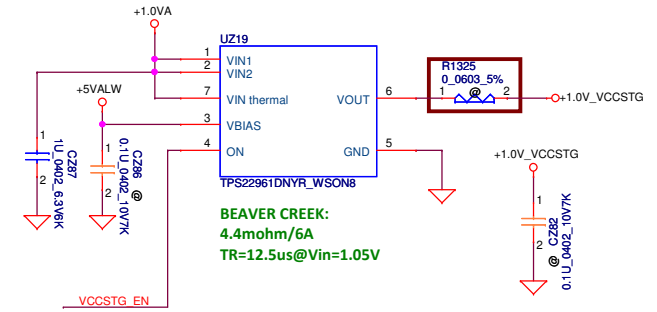 +1.0VA
UZ19
1
VIN1
2
VIN2
7
VIN thermal
VOUT
6
+5VALW
3
VBIAS
4
ON
GND
5
TPS22961DNYR_WSON8
R1325
0_0603_5%
1
@
2
+1.0V_VCCSTG
1
2
CZ87
1U_0402_6.3V6K
1
2
CZ86
@
0.1U_0402_10V7K
BEAVER CREEK:
4.4mohm/6A
TR=12.5us@Vin=1.05V
+1.0V_VCCSTG
1
2
CZ82
@
0.1U_0402_10V7K
VCCSTG_EN